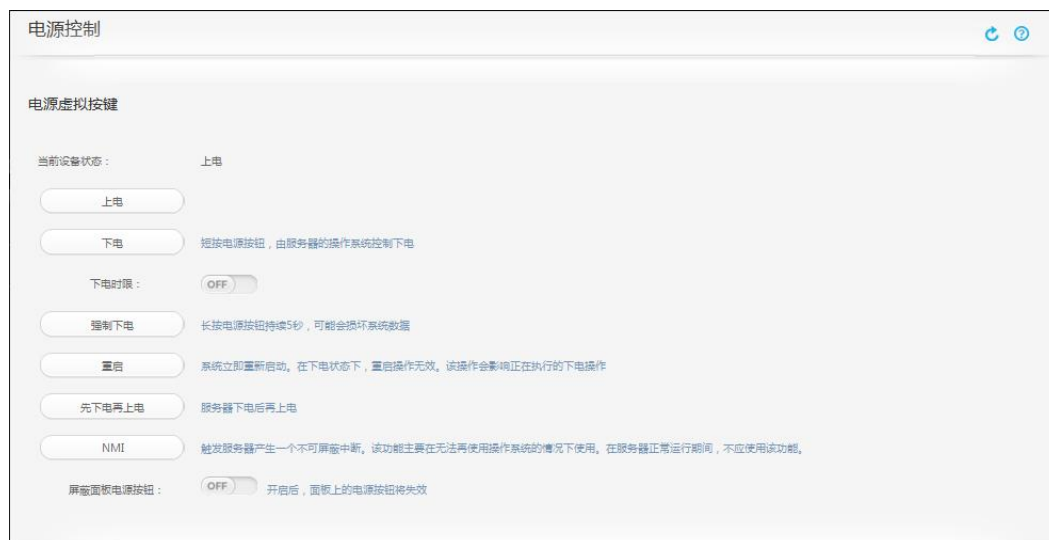 电源控制
电源虚拟按键
当前设备状态： 上电
上电
下电 短按电源按钮，由服务器的操作系统控制下电
下电时限： OFF
强制下电 长按电源按钮持续5秒，可能会损坏系统数据
重启 系统立即重新启动。在下电状态下，重启操作无效。该操作会影响正在执行的下电操作
先下电再上电 服务器下电后再上电
NMI 触发服务器产生一个不可屏蔽中断。该功能主要在无法再使用操作系统的情况下使用。在服务器正常运行期间，不应使用该功能。
屏蔽面板电源按钮： OFF 开启后，面板上的电源按钮将失效